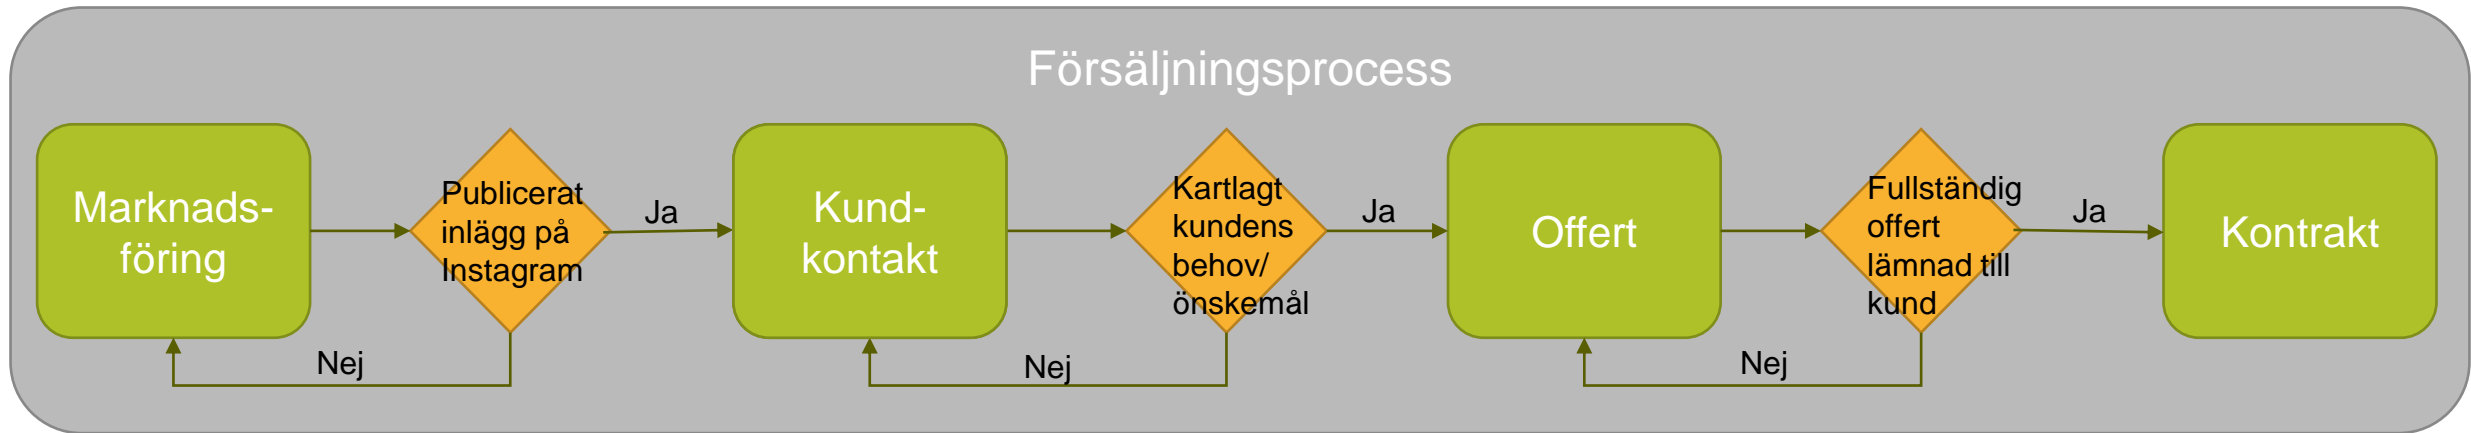 Försäljningsprocess
Marknads-
föring
Publicerat
inlägg på
Instagram
Ja
Nej
Kund-
kontakt
Kartlagt
kundens
behov/
önskemål
Ja
Nej
Offert
Fullständig
offert
lämnad till
kund
Ja
Nej
Kontrakt